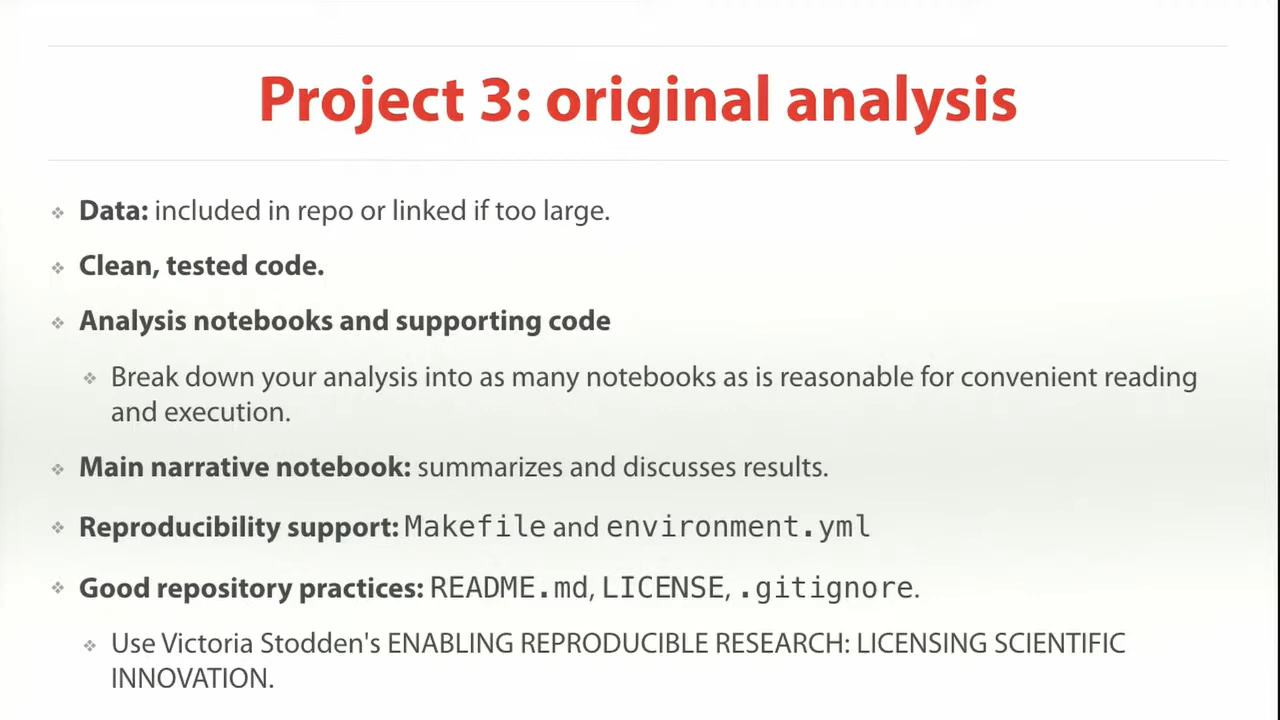 Project 3: original analysis
Data: included in repo or linked if too large.
Clean, tested code.
Analysis notebooks and supporting code
Break down your analysis into as many notebooks as is reasonable for convenient reading
and execution.
Main narrative notebook: summarizes and discusses results.
Reproducibility support: Makefile and environment.yml
Good repository practices: README.md, LICENSE, .gitignore.
Use Victoria Stodden's ENABLING REPRODUCIBLE RESEARCH: LICENSING SCIENTIFIC
INNOVATION.